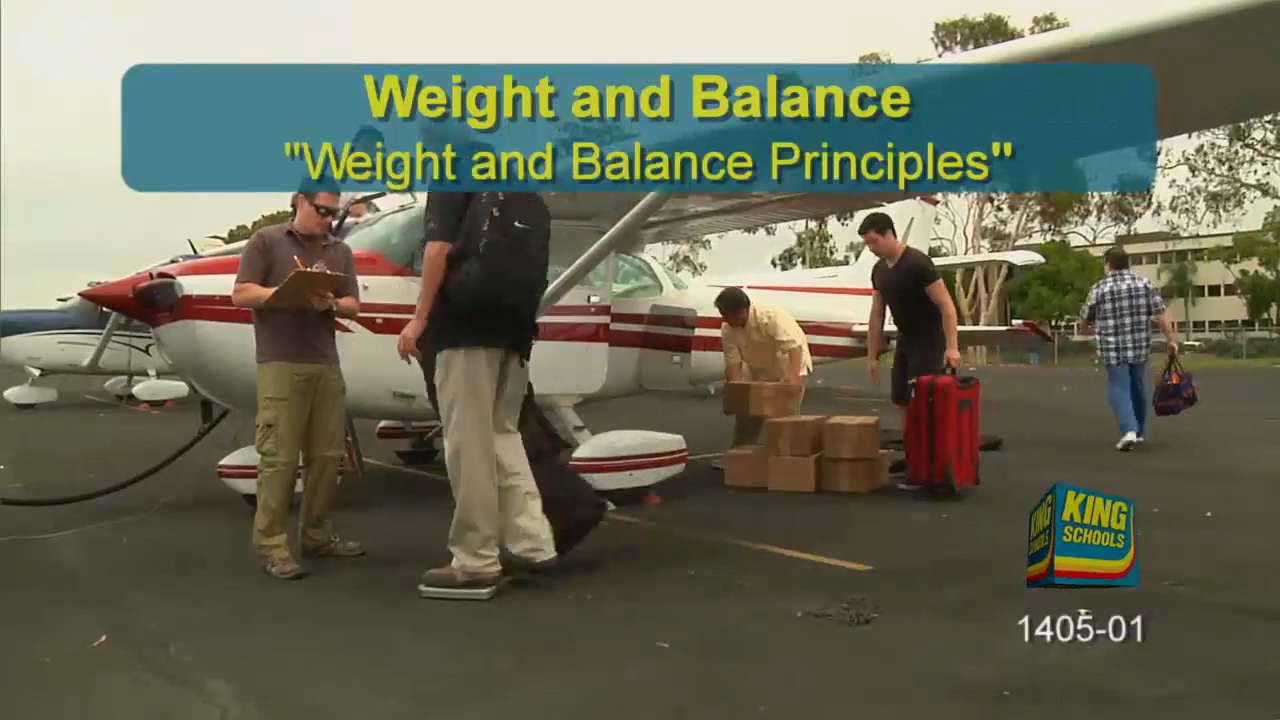 Weight and Balance
"Weight and Balance Principles"
KING
SCHOOLS
KING
SCHOOLS
1405-01